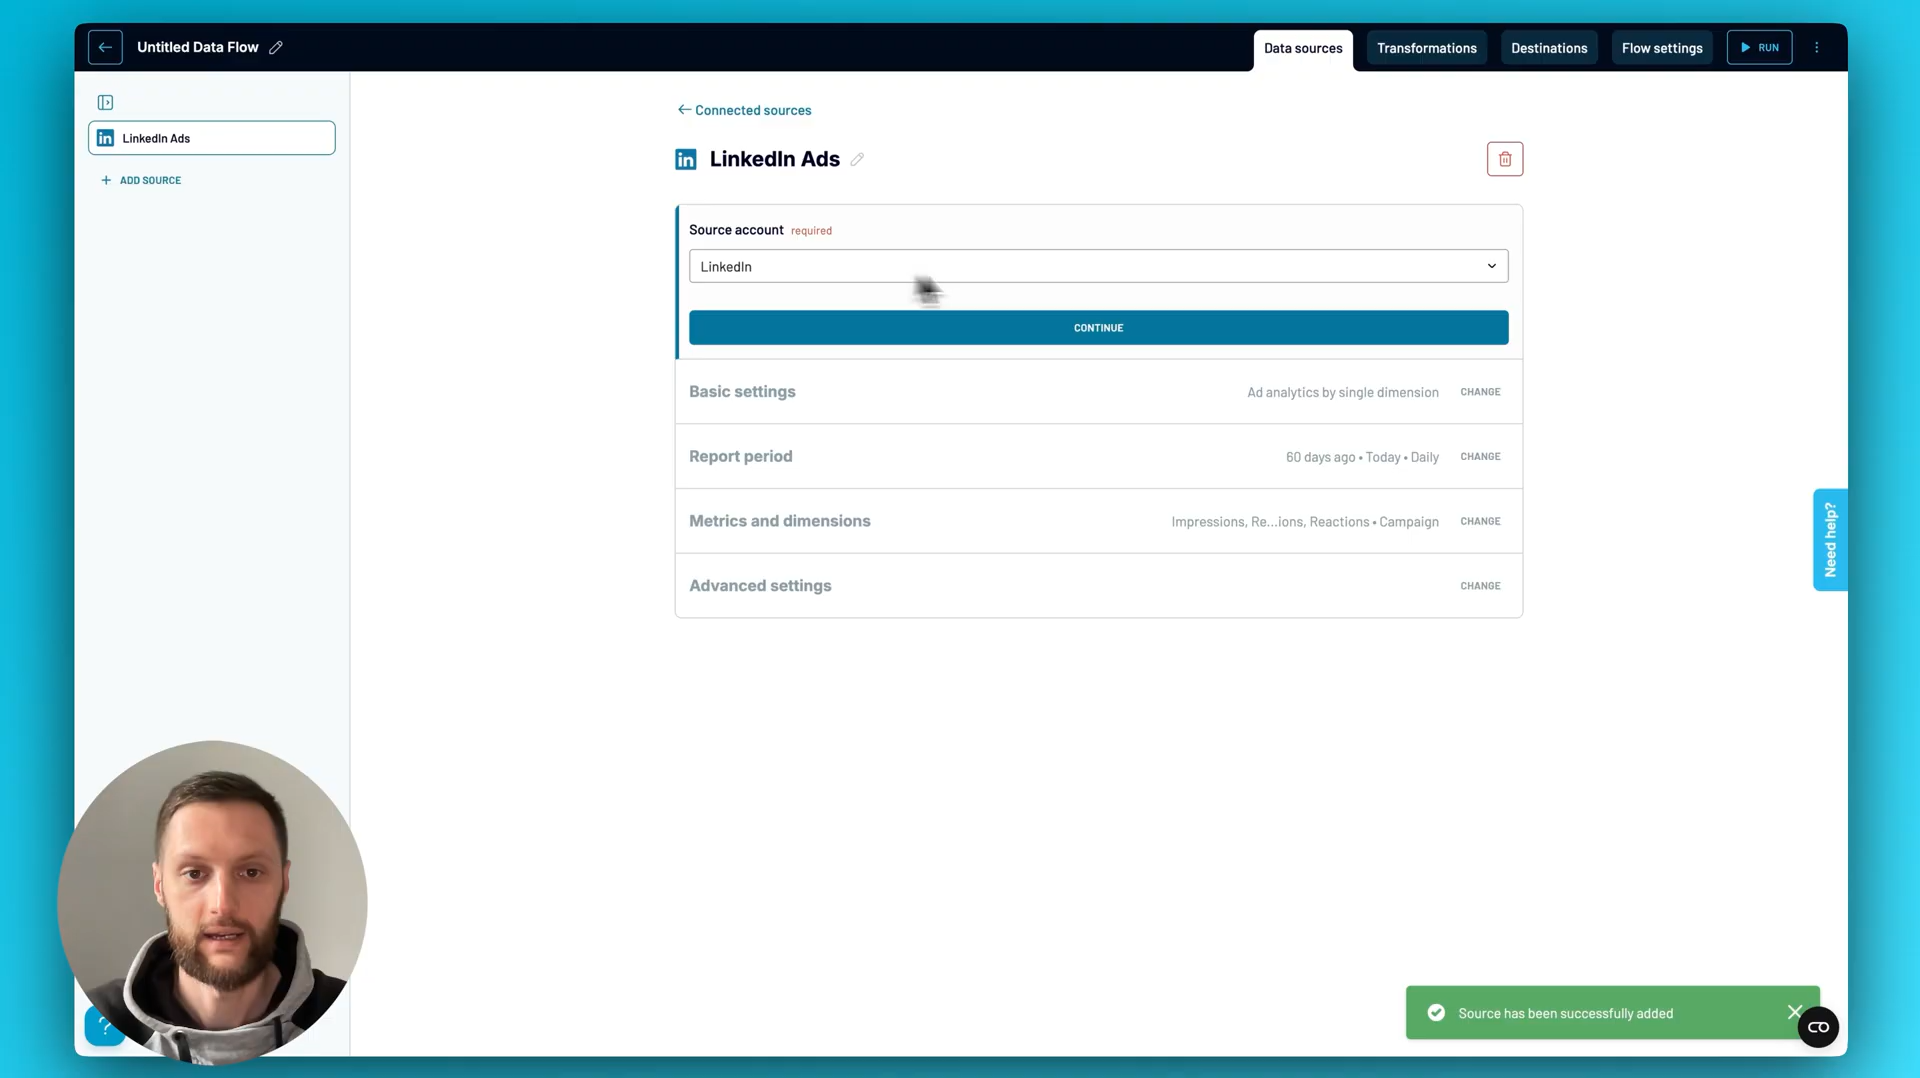 Untitled Data Flow
Data sources
Transformations
Destinations
Flow settings
RUN
in LinkedIn Ads
+ ADD SOURCE
← Connected sources
in LinkedIn Ads
Source account required
LinkedIn
CONTINUE
Basic settings Ad analytics by single dimension CHANGE
Report period 60 days ago • Today • Daily CHANGE
Metrics and dimensions Impressions, Re...ions, Reactions • Campaign CHANGE
Advanced settings CHANGE
Need help?
Source has been successfully added
?